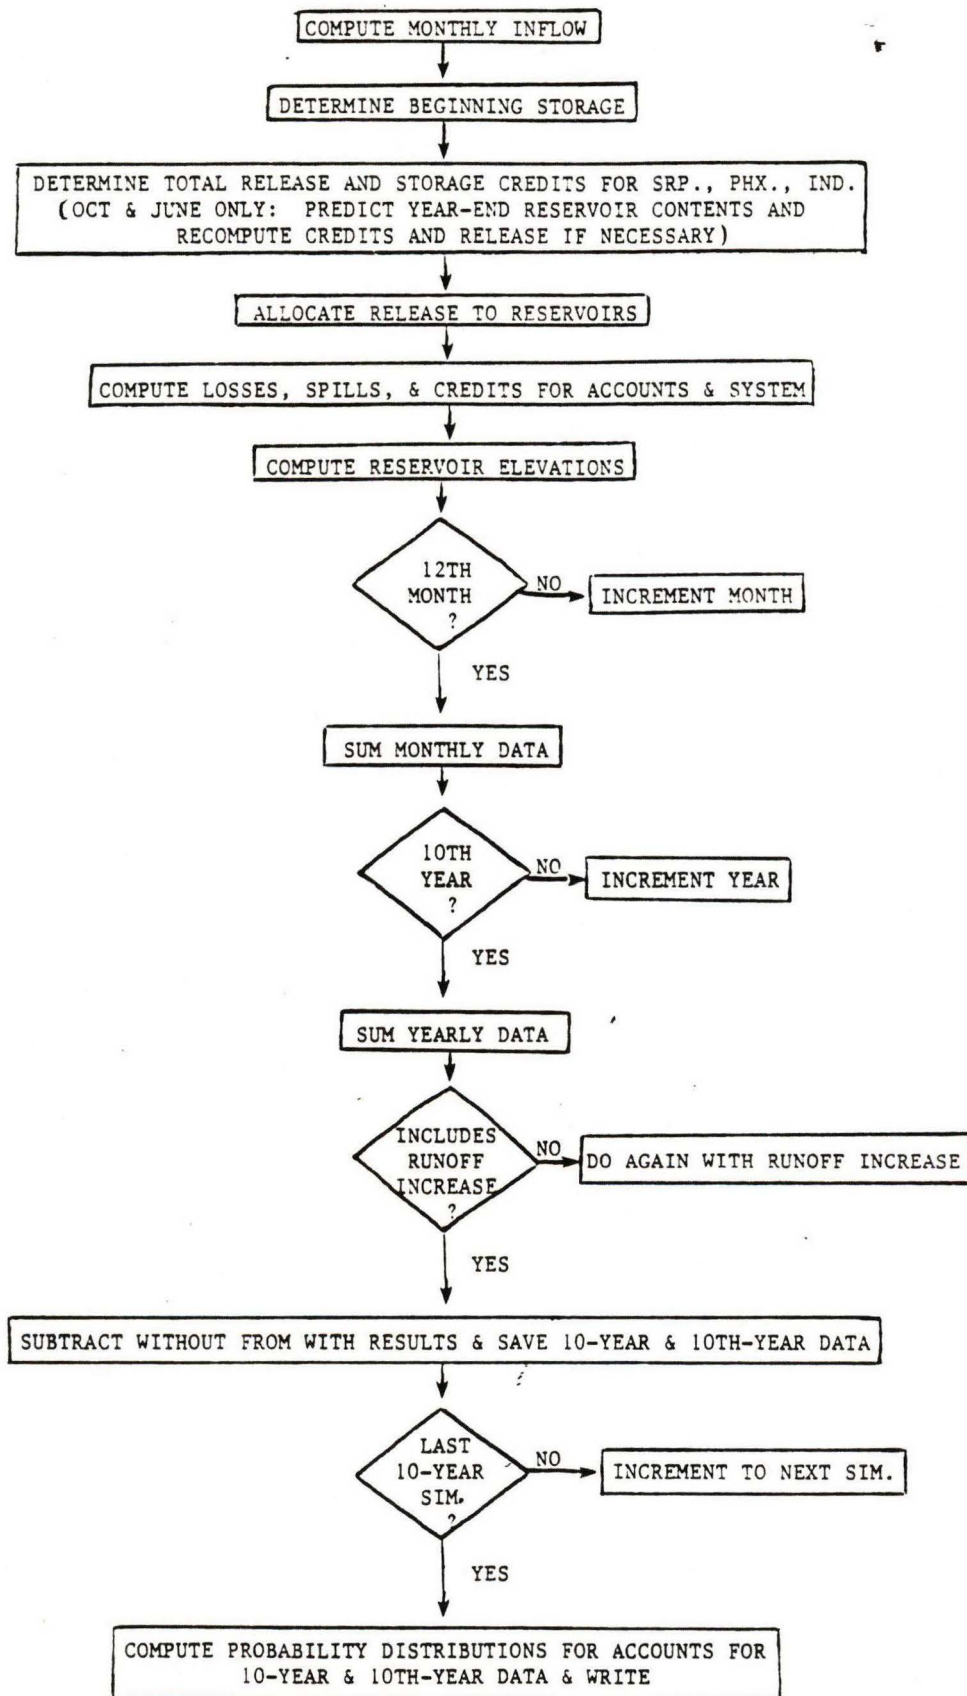 COMPUTE MONTHLY INFLOW
DETERMINE BEGINNING STORAGE
DETERMINE TOTAL RELEASE AND STORAGE CREDITS FOR SRP., PHX., IND.
(OCT & JUNE ONLY: PREDICT YEAR-END RESERVOIR CONTENTS AND
RECOMPUTE CREDITS AND RELEASE IF NECESSARY)
ALLOCATE RELEASE TO RESERVOIRS
COMPUTE LOSSES, SPILLS, & CREDITS FOR ACCOUNTS & SYSTEM
COMPUTE RESERVOIR ELEVATIONS
12TH
MONTH
?
NO
INCREMENT MONTH
YES
SUM MONTHLY DATA
10TH
YEAR
?
NO
INCREMENT YEAR
YES
SUM YEARLY DATA
INCLUDES
RUNOFF
INCREASE
?
NO
DO AGAIN WITH RUNOFF INCREASE
YES
SUBTRACT WITHOUT FROM WITH RESULTS & SAVE 10-YEAR & 10TH-YEAR DATA
LAST
10-YEAR
SIM.
?
NO
INCREMENT TO NEXT SIM.
YES
COMPUTE PROBABILITY DISTRIBUTIONS FOR ACCOUNTS FOR
10-YEAR & 10TH-YEAR DATA & WRITE